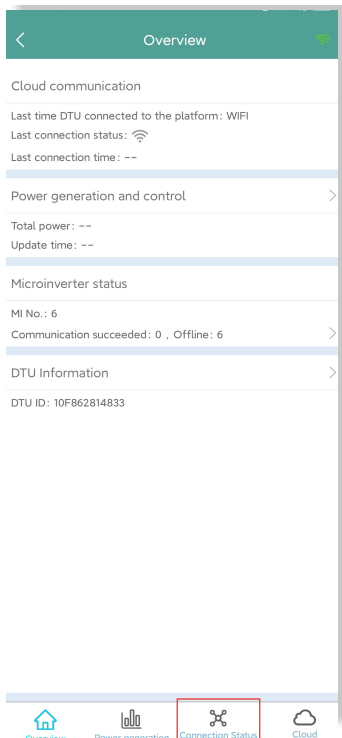 Overview
Cloud communication
Last time DTU connected to the platform: WIFI
Last connection status:
Last connection time: --
Power generation and control
Total power: --
Update time: --
Microinverter status
MI No.: 6
Communication succeeded: 0 , Offline: 6
DTU Information
DTU ID: 10F862814833
Overview Power generation Connection Status Cloud